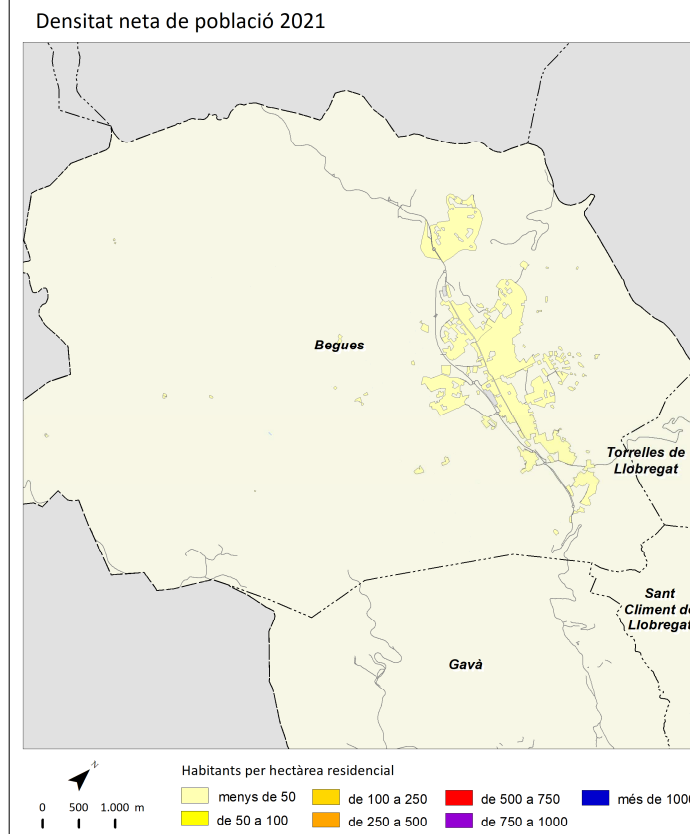 Densitat neta de població 2021
Begues
Torrelles de
Llobregat
Sant
Climent de
Llobregat
Gavà
N
Habitants per hectàrea residencial
0 500 1.000 m
menys de 50
de 100 a 250
de 500 a 750
més de 1000
de 50 a 100
de 250 a 500
de 750 a 1000